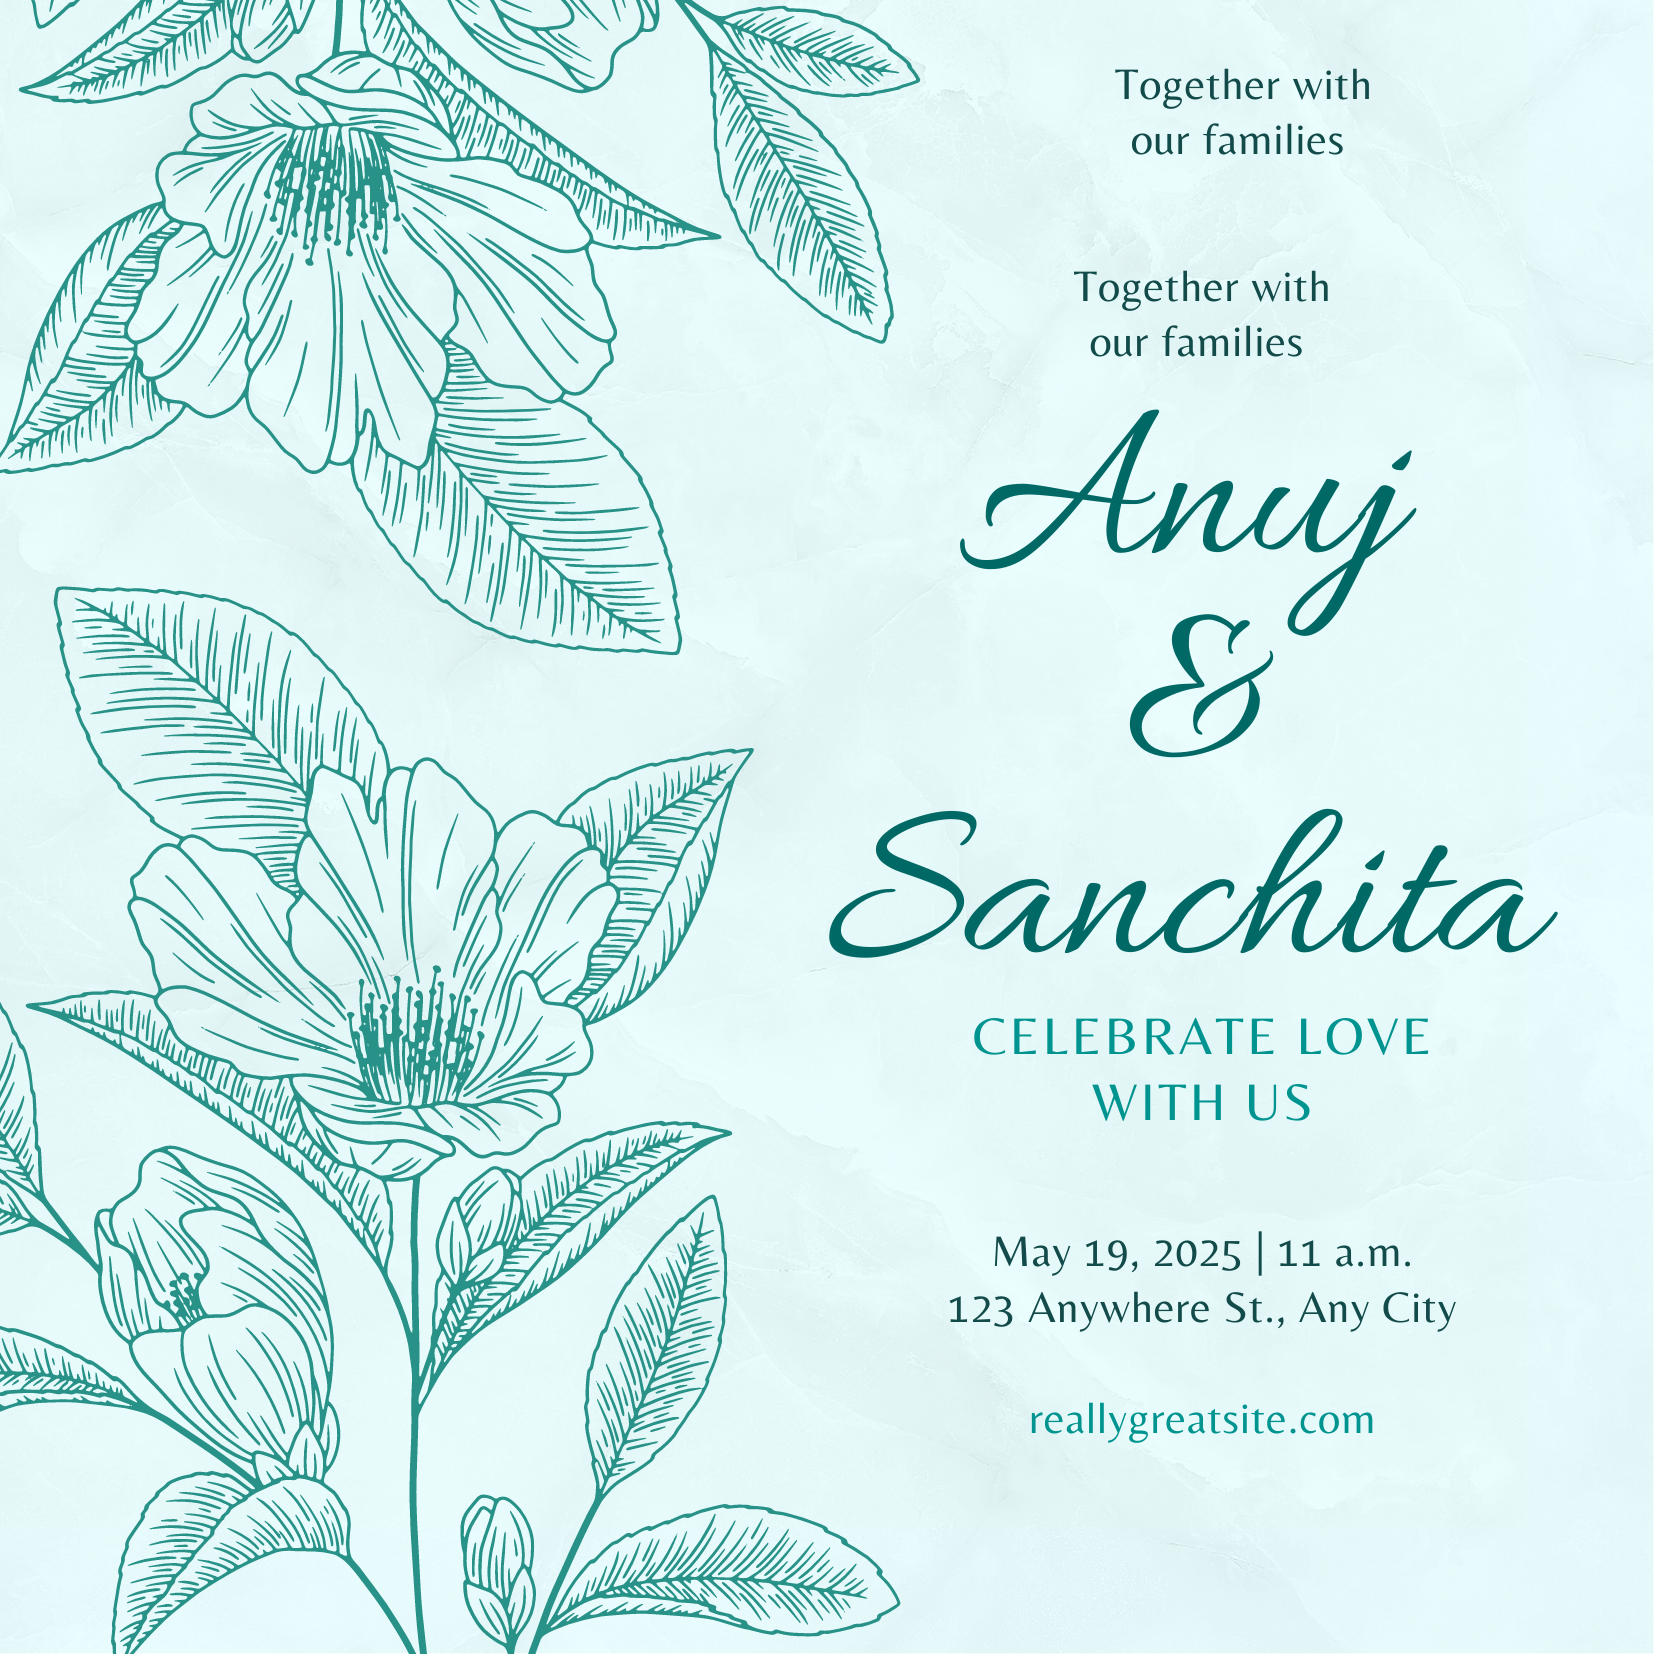 Together with
our families
Together with
our families
Anuj
&
Sanchita
CELEBRATE LOVE
WITH US
May 19, 2025 | 11 a.m.
123 Anywhere St., Any City
reallygreatsite.com